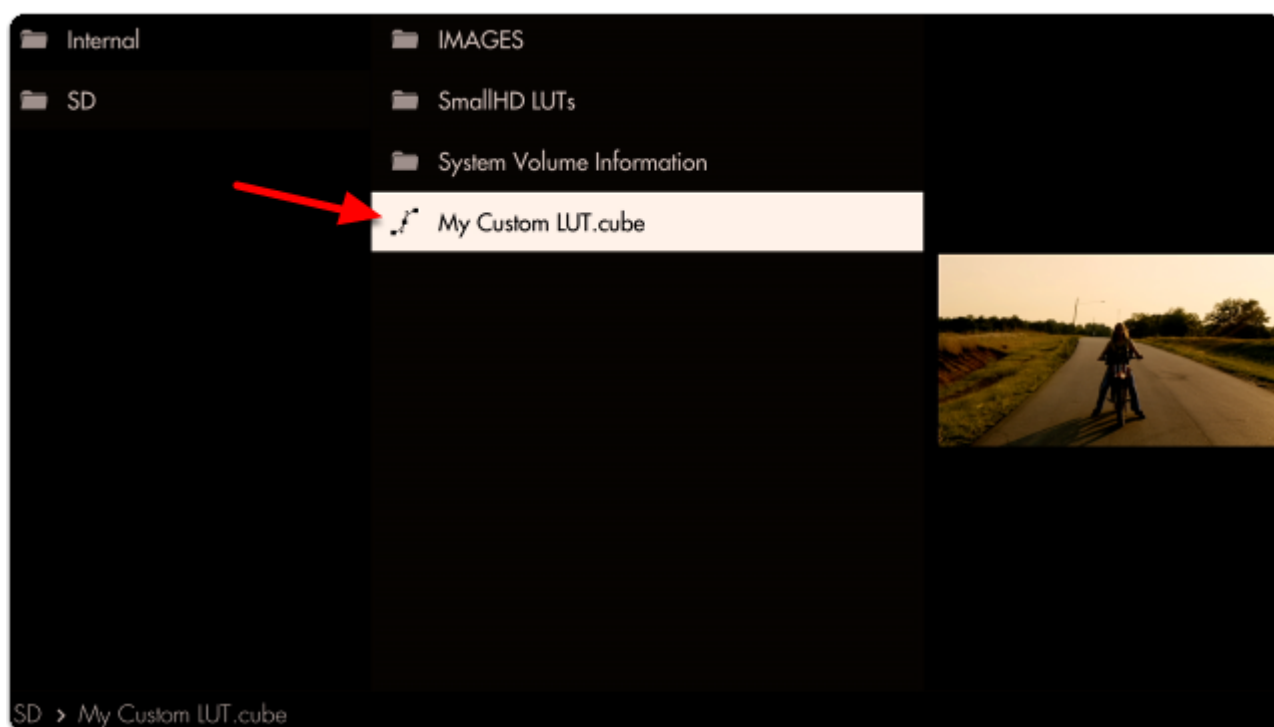 Internal
SD
IMAGES
SmallHD LUTs
System Volume Information
My Custom LUT.cube
SD > My Custom LUT.cube